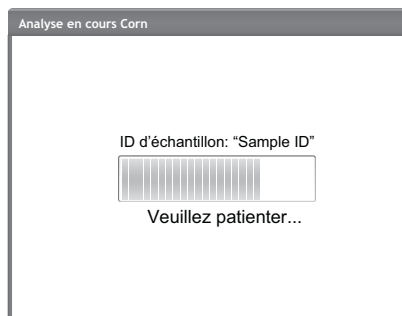 Analyse en cours Corn
ID d’échantillon: “Sample ID”
Veuillez patienter...